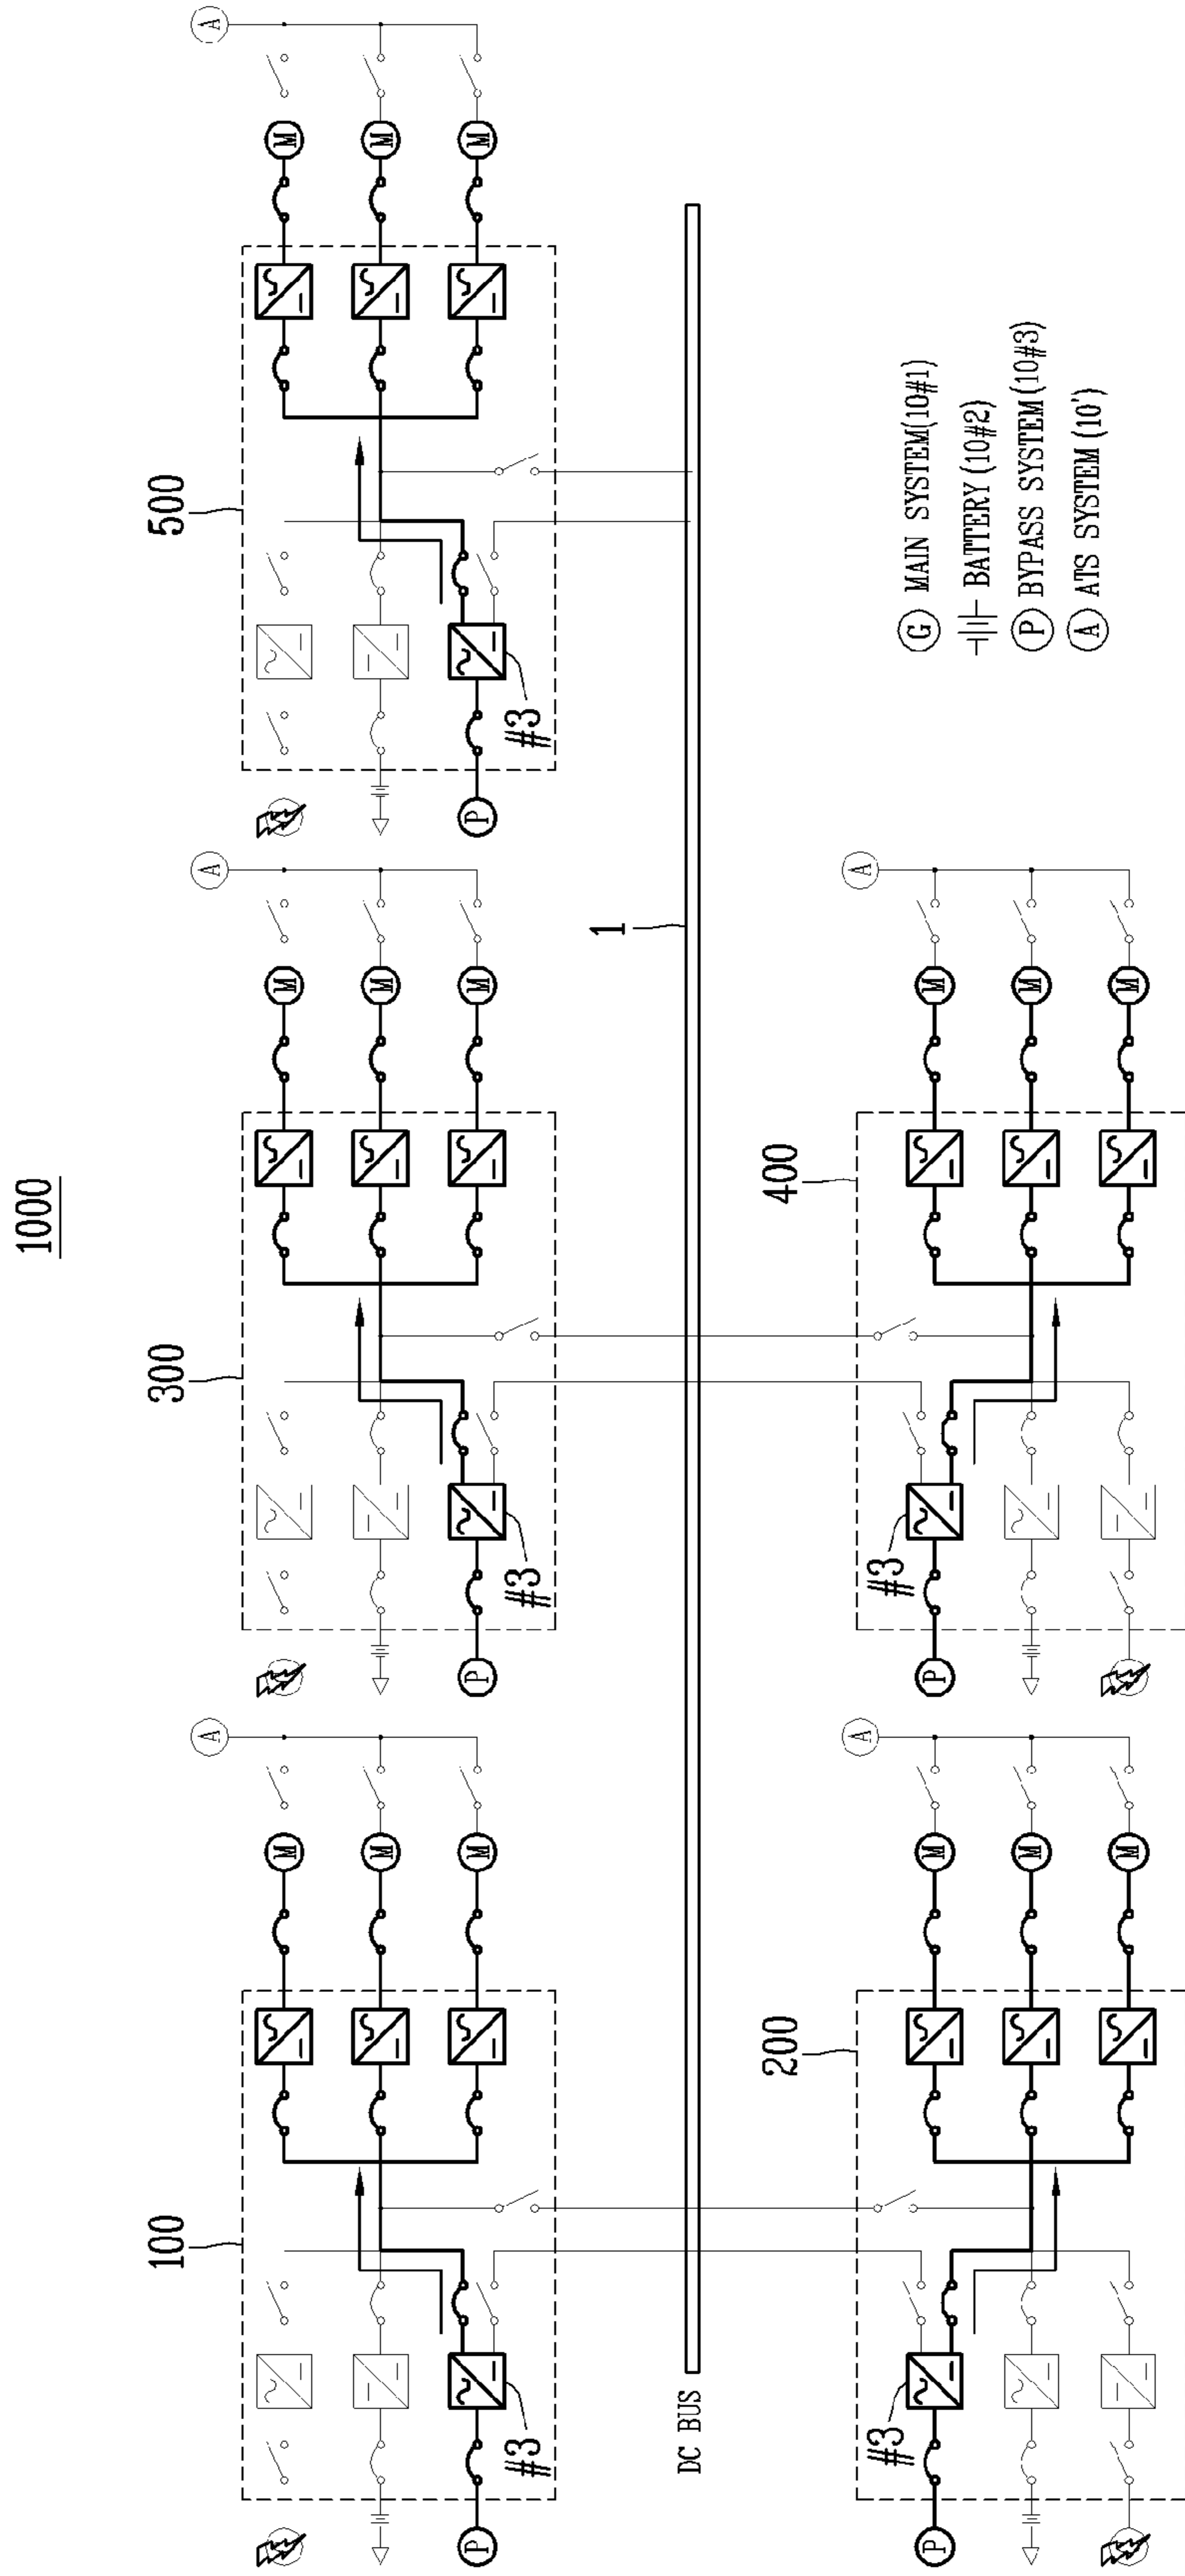 1000
100 300 500
A A A
M M M
M M M
P M P M P M
#3 #3 #3
1
DC BUS
200 400
A A
#3 #3
P M P M
M M
M M
G MAIN SYSTEM(10#1)
BATTERY (10#2)
P BYPASS SYSTEM (10#3)
A ATS SYSTEM (10')